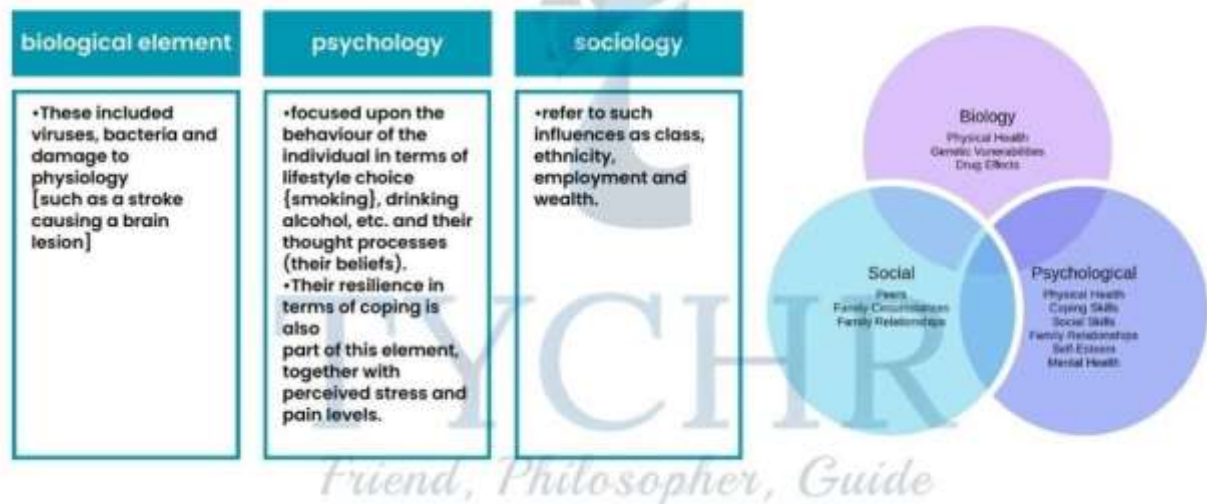 biological element
•These included
viruses, bacteria and
damage to
physiology
[such as a stroke
causing a brain
lesion]
psychology
•focused upon the
behaviour of the
individual in terms of
lifestyle choice
{smoking}, drinking
alcohol, etc. and their
thought processes
(their beliefs).
•Their resilience in
terms of coping is
also
part of this element,
together with
perceived stress and
pain levels.
sociology
•refer to such
influences as class,
ethnicity,
employment and
wealth.
Biology
Physical Health
Genetic Vunerabilities
Drug Effects
Social
Peers
Family Circumstances
Family Relationships
Psychological
Physical Health
Coping Skills
Social Skills
Family Relationships
Self-Esteem
Mental Health
TYCHR
Friend, Philosopher, Guide